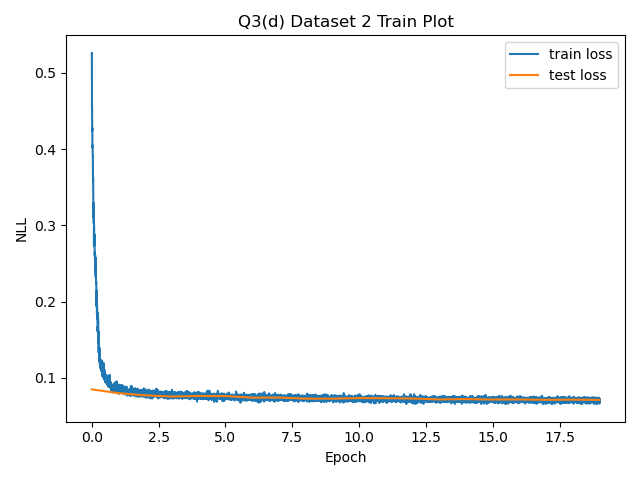 Q3(d) Dataset 2 Train Plot
train loss
test loss
0.5
0.4
0.3
0.2
0.1
NLL
0.0 2.5 5.0 7.5 10.0 12.5 15.0 17.5
Epoch